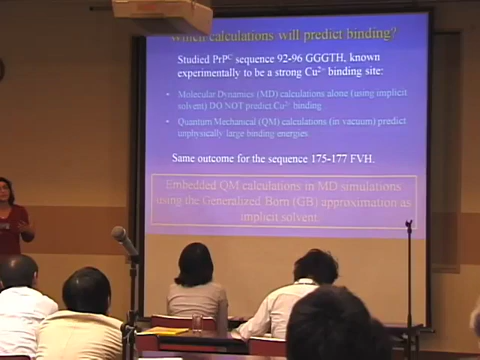 Which calculations will predict binding?
Studied PrPᶜ sequence 92-96 GGGTH, known
experimentally to be a strong Cu²⁺ binding site:
• Molecular Dynamics (MD) calculations alone (using implicit
solvent) DO NOT predict Cu²⁺ binding
• Quantum Mechanical (QM) calculations (in vacuum) predict
unphysically large binding energies
Same outcome for the sequence 175-177 FVH.
Embedded QM calculations in MD simulations
using the Generalized Born (GB) approximation as
implicit solvent.